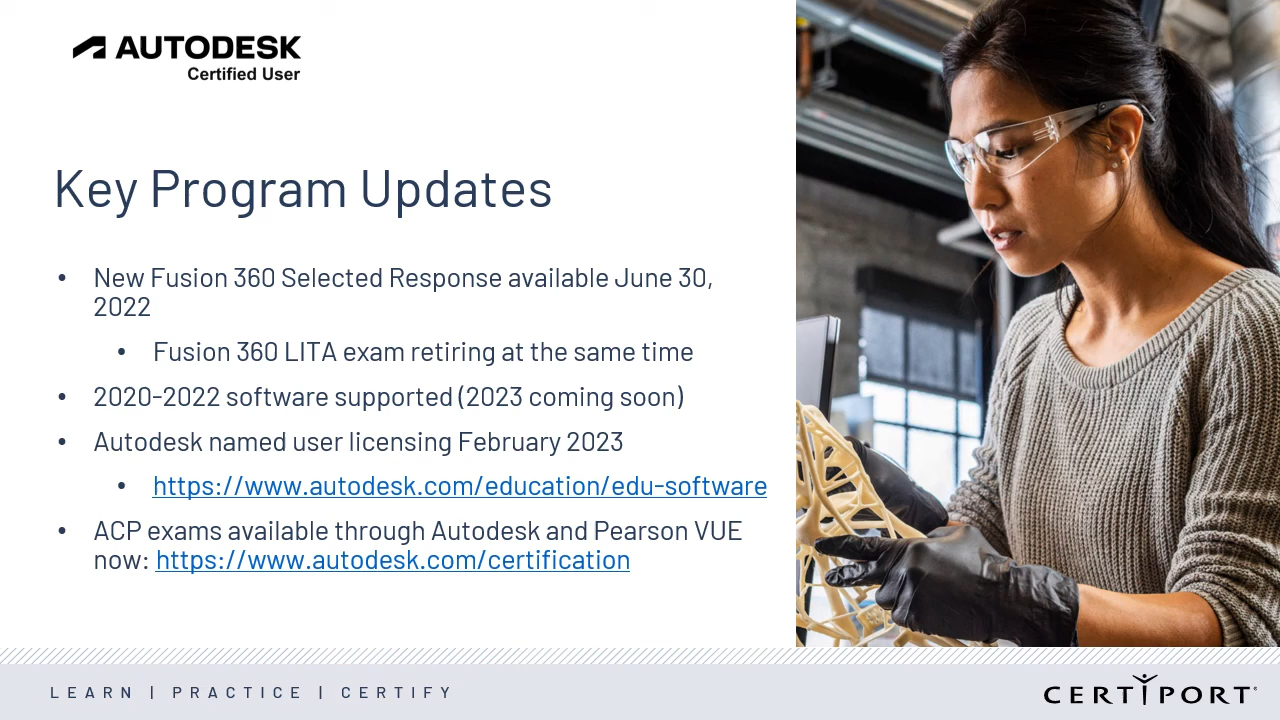 AUTODESK
Certified User
Key Program Updates
• New Fusion 360 Selected Response available June 30,
2022
• Fusion 360 LITA exam retiring at the same time
• 2020-2022 software supported (2023 coming soon)
• Autodesk named user licensing February 2023
• https://www.autodesk.com/education/edu-software
• ACP exams available through Autodesk and Pearson VUE
now: https://www.autodesk.com/certification
LEARN | PRACTICE | CERTIFY
CERTIPORT